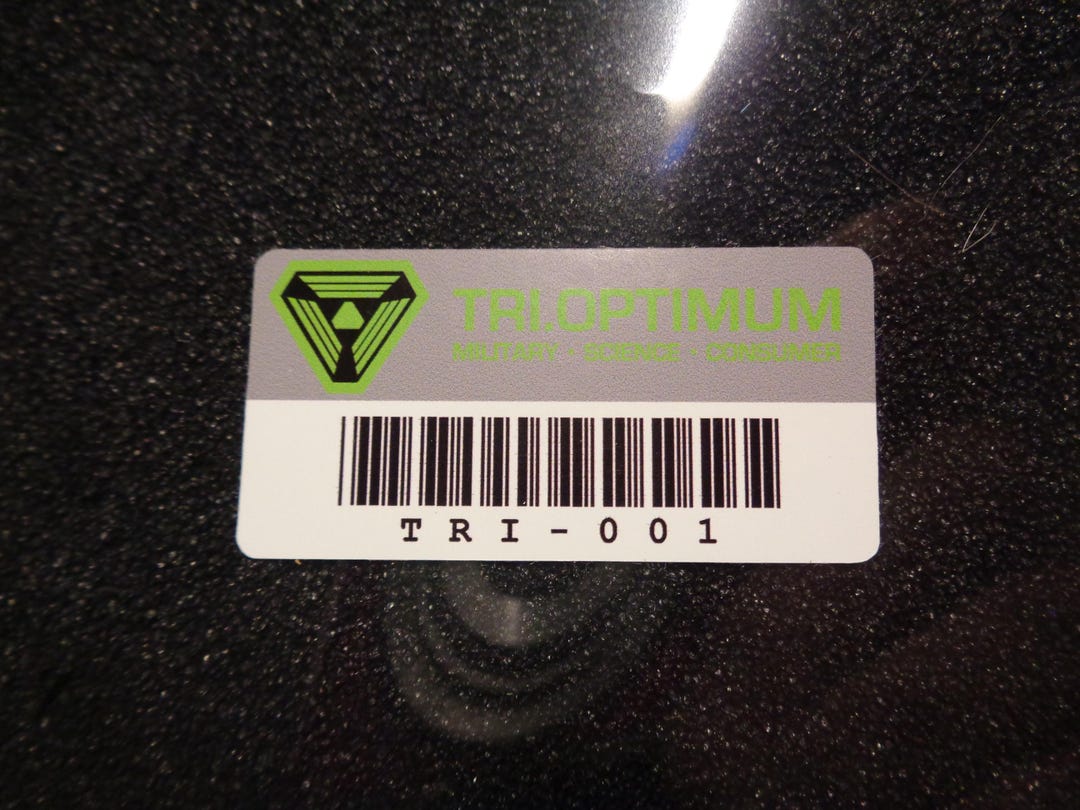 TRI.OPTIMUM
MILITARY - SCIENCE - CONSUMER
TRI-001